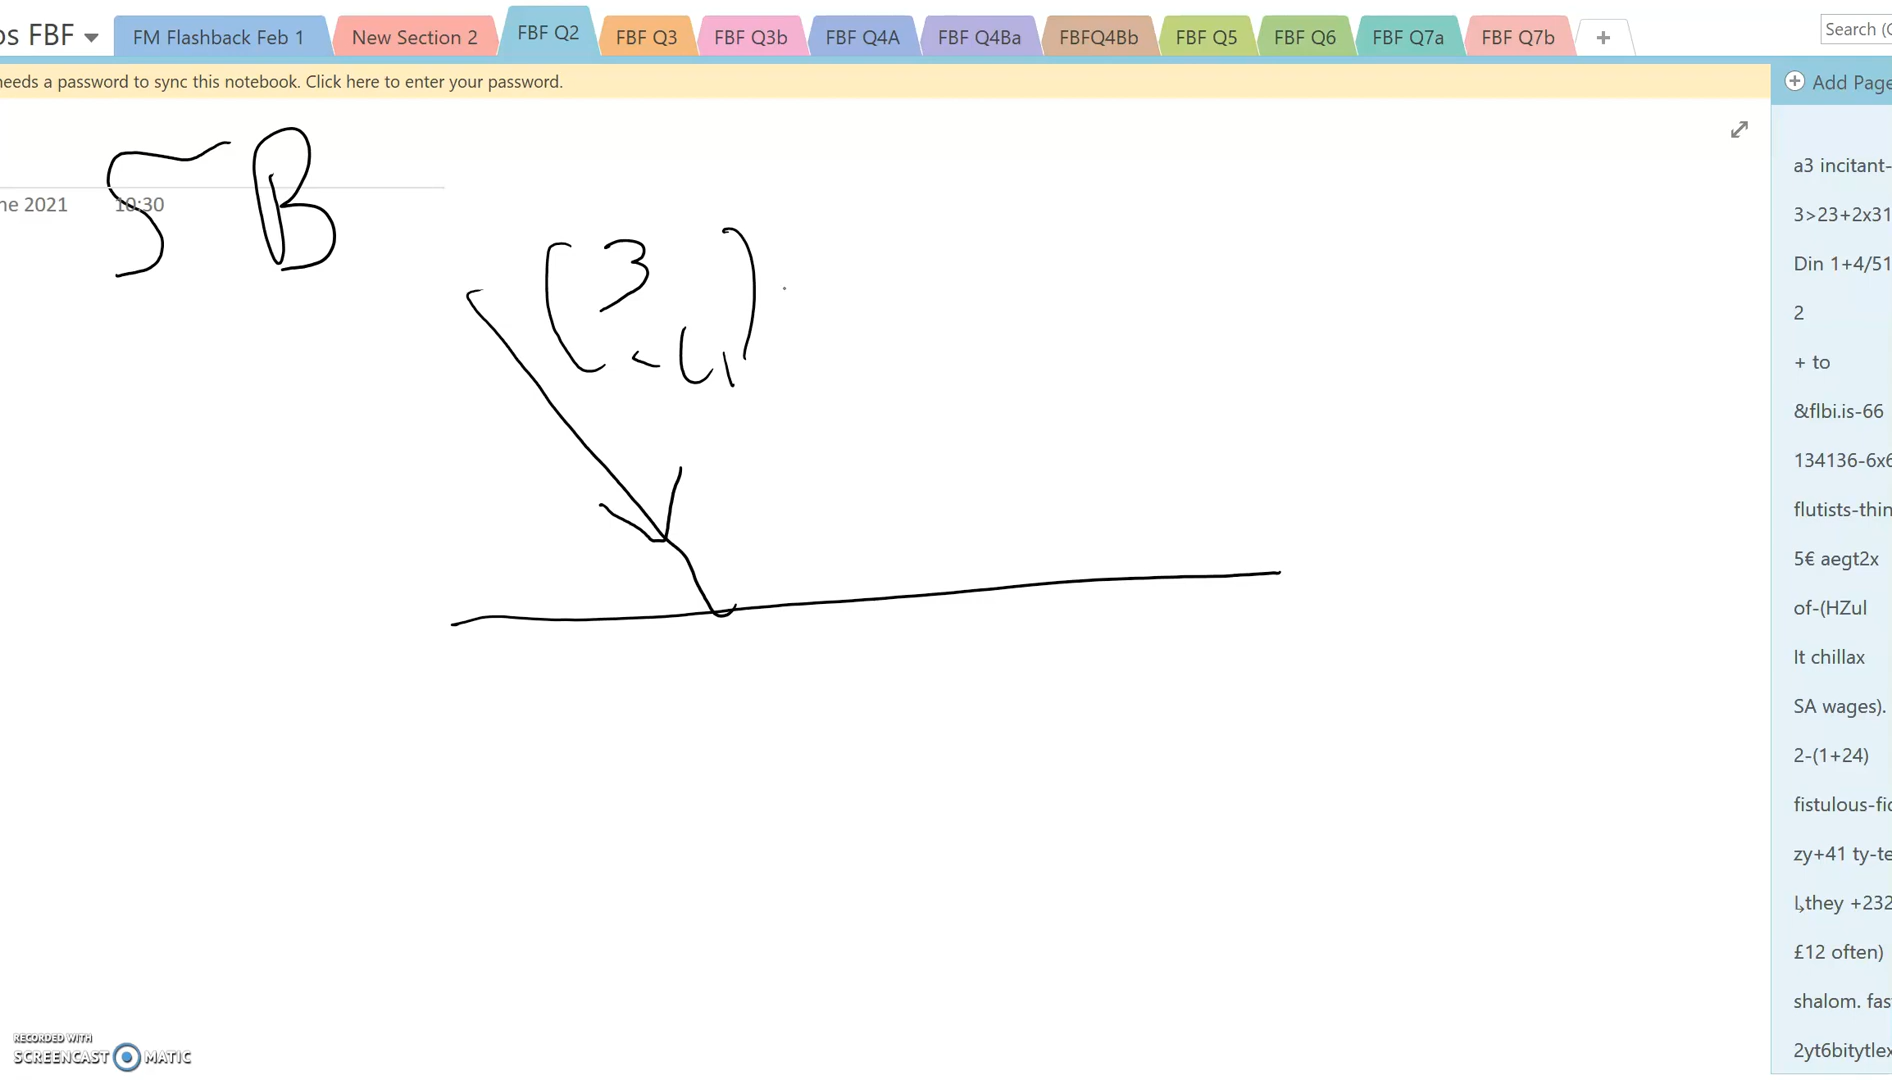 os FBF FM Flashback Feb 1 New Section 2 FBF Q2 FBF Q3 FBF Q3b FBF Q4A FBF Q4Ba FBFQ4Bb FBF Q5 FBF Q6 FBF Q7a FBF Q7b + Search (
needs a password to sync this notebook. Click here to enter your password.
Add Page
5 B
ne 2021 10:30
(3
-4)
a3 incitant-
3>23+2x31
Din 1+4/51
2
+ to
&flbi.is-66
134136-6x6
flutists-thin
5€ aegt2x
of-(HZul
It chillax
SA wages).
2-(1+24)
fistulous-fic
zy+41 ty-te
they +232
£12 often)
shalom. fas
2yt6bitytlex
RECORDED WITH
SCREENCAST MATIC